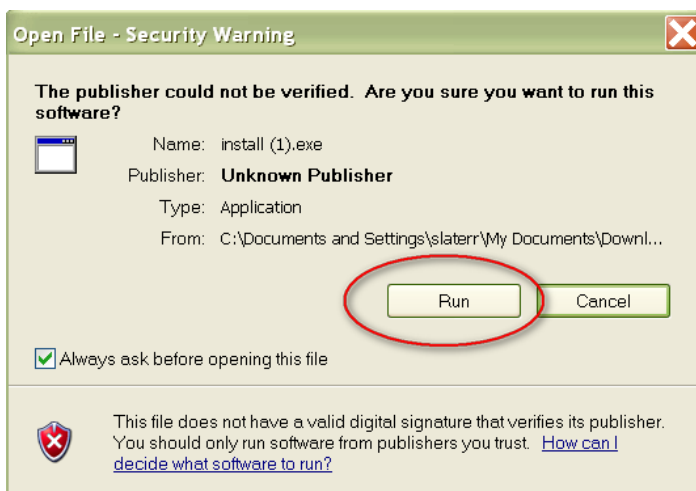 Open File - Security Warning
The publisher could not be verified.  Are you sure you want to run this
software?
Name: install (1).exe
Publisher: Unknown Publisher
Type: Application
From: C:\Documents and Settings\slaterr\My Documents\Downl...
Run Cancel
Always ask before opening this file
This file does not have a valid digital signature that verifies its publisher.
You should only run software from publishers you trust. How can I
decide what software to run?